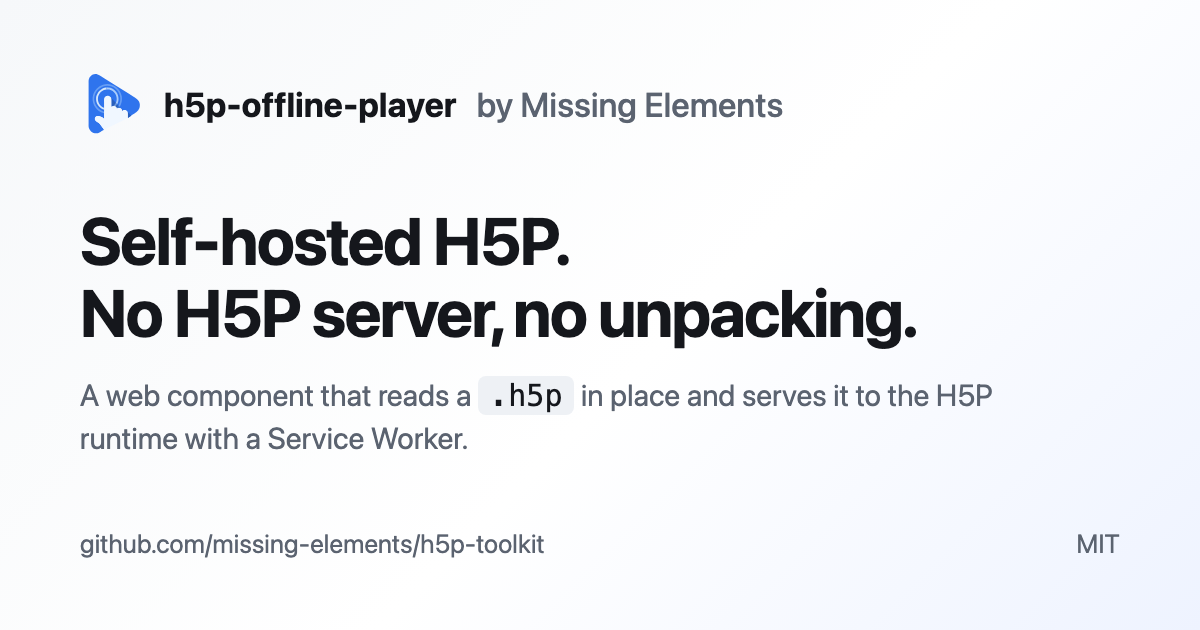 h5p-offline-player by Missing Elements
Self-hosted H5P.
No H5P server, no unpacking.
A web component that reads a .h5p in place and serves it to the H5P
runtime with a Service Worker.
github.com/missing-elements/h5p-toolkit
MIT